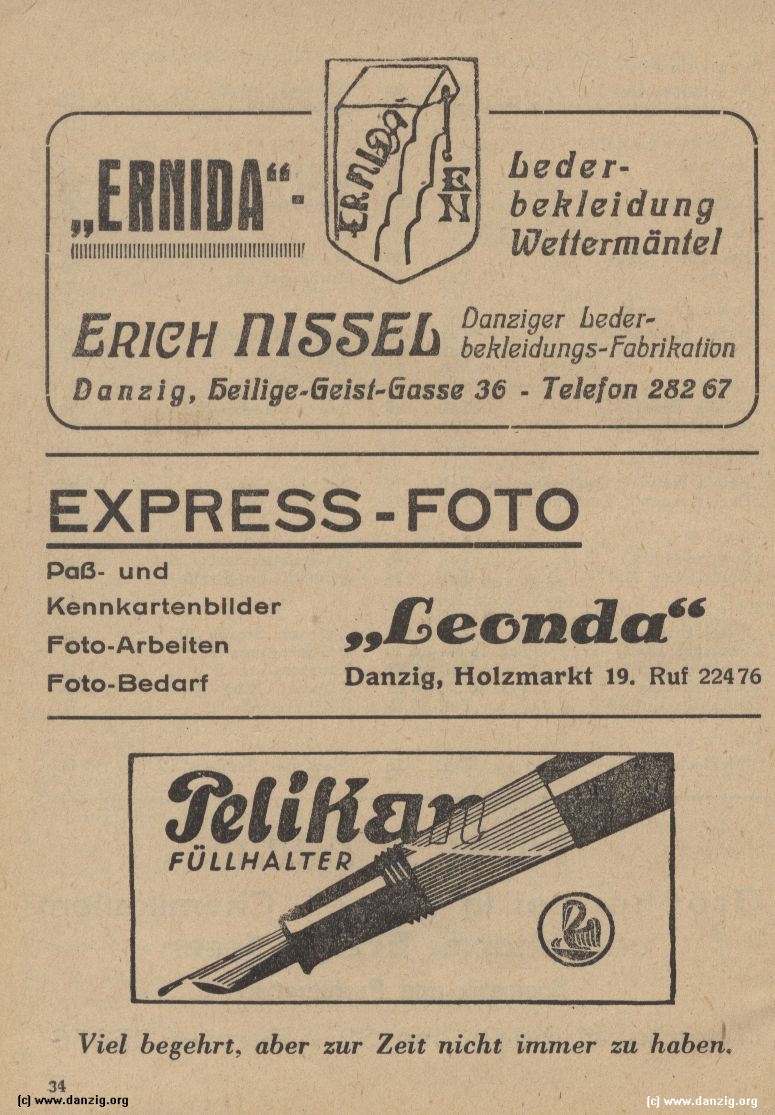 „ERNIDA“-
ERNIDA
EN
Leder-
bekleidung
Wettermäntel
ERICH NISSEL
Danziger Leder-
bekleidungs-Fabrikation
Danzig, Heilige-Geist-Gasse 36 - Telefon 282 67
EXPRESS-FOTO
Paß- und
Kennkartenbilder
Foto-Arbeiten
Foto-Bedarf
„Leonda“
Danzig, Holzmarkt 19. Ruf 22476
Pelikan
FÜLLHALTER
Viel begehrt, aber zur Zeit nicht immer zu haben.
34
(c) www.danzig.org
(c) www.danzig.org